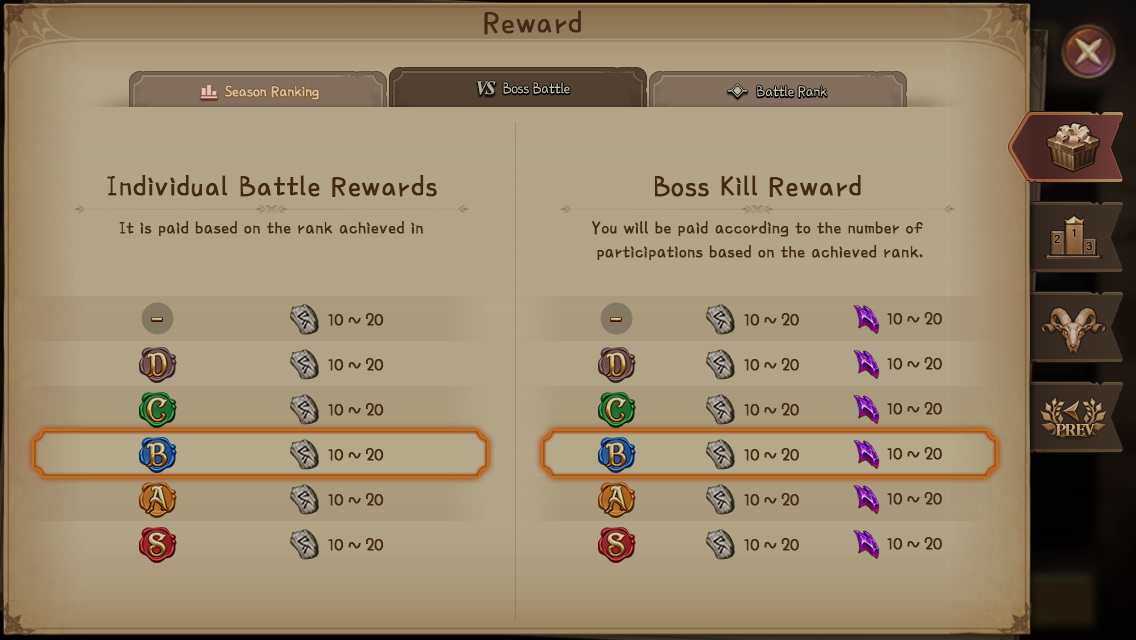 Reward
Season Ranking
VS Boss Battle
Battle Rank
Individual Battle Rewards
It is paid based on the rank achieved in
- 10 ~ 20
D 10 ~ 20
C 10 ~ 20
B 10 ~ 20
A 10 ~ 20
S 10 ~ 20
Boss Kill Reward
You will be paid according to the number of
participations based on the achieved rank.
- 10 ~ 20 10 ~ 20
D 10 ~ 20 10 ~ 20
C 10 ~ 20 10 ~ 20
B 10 ~ 20 10 ~ 20
A 10 ~ 20 10 ~ 20
S 10 ~ 20 10 ~ 20
2 1 3
PREV